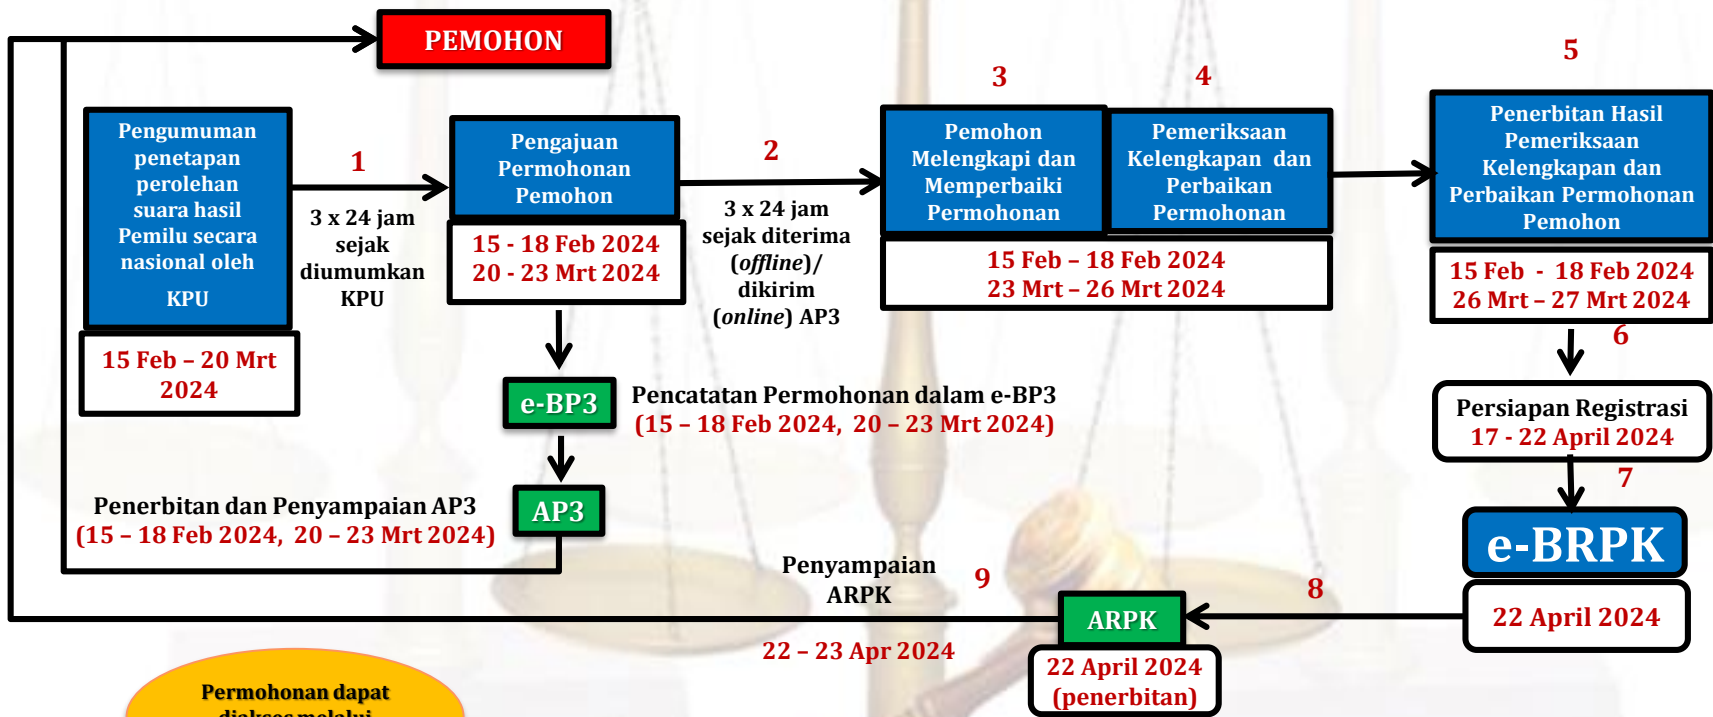 PEMOHON
Pengumuman
penetapan
perolehan
suara hasil
Pemilu secara
nasional oleh
KPU
15 Feb – 20 Mrt
2024
1
3 x 24 jam
sejak
diumumkan
KPU
Pengajuan
Permohonan
Pemohon
15 - 18 Feb 2024
20 - 23 Mrt 2024
2
3 x 24 jam
sejak diterima
(offline)/
dikirim
(online) AP3
3
Pemohon
Melengkapi dan
Memperbaiki
Permohonan
4
Pemeriksaan
Kelengkapan dan
Perbaikan
Permohonan
15 Feb – 18 Feb 2024
23 Mrt – 26 Mrt 2024
5
Penerbitan Hasil
Pemeriksaan
Kelengkapan dan
Perbaikan Permohonan
Pemohon
15 Feb - 18 Feb 2024
26 Mrt – 27 Mrt 2024
6
Persiapan Registrasi
17 - 22 April 2024
7
e-BRPK
22 April 2024
e-BP3
Pencatatan Permohonan dalam e-BP3
(15 – 18 Feb 2024, 20 – 23 Mrt 2024)
Penerbitan dan Penyampaian AP3
(15 – 18 Feb 2024, 20 – 23 Mrt 2024)
AP3
8
ARPK
22 April 2024
(penerbitan)
9
Penyampaian
ARPK
22 – 23 Apr 2024
Permohonan dapat
diakses melalui